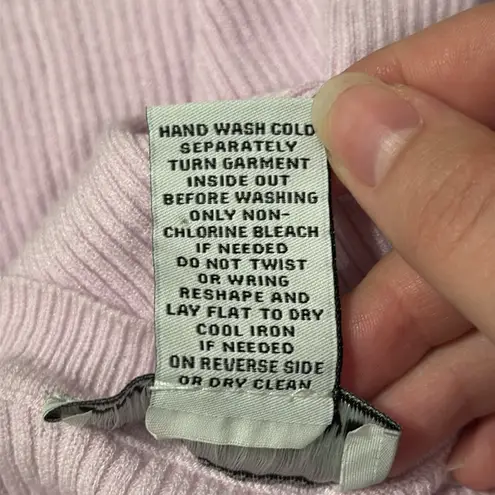 HAND WASH COLD
SEPARATELY
TURN GARMENT
INSIDE OUT
BEFORE WASHING
ONLY NON-
CHLORINE BLEACH
IF NEEDED
DO NOT TWIST
OR WRING
RESHAPE AND
LAY FLAT TO DRY
COOL IRON
IF NEEDED
ON REVERSE SIDE
OR DRY CLEAN